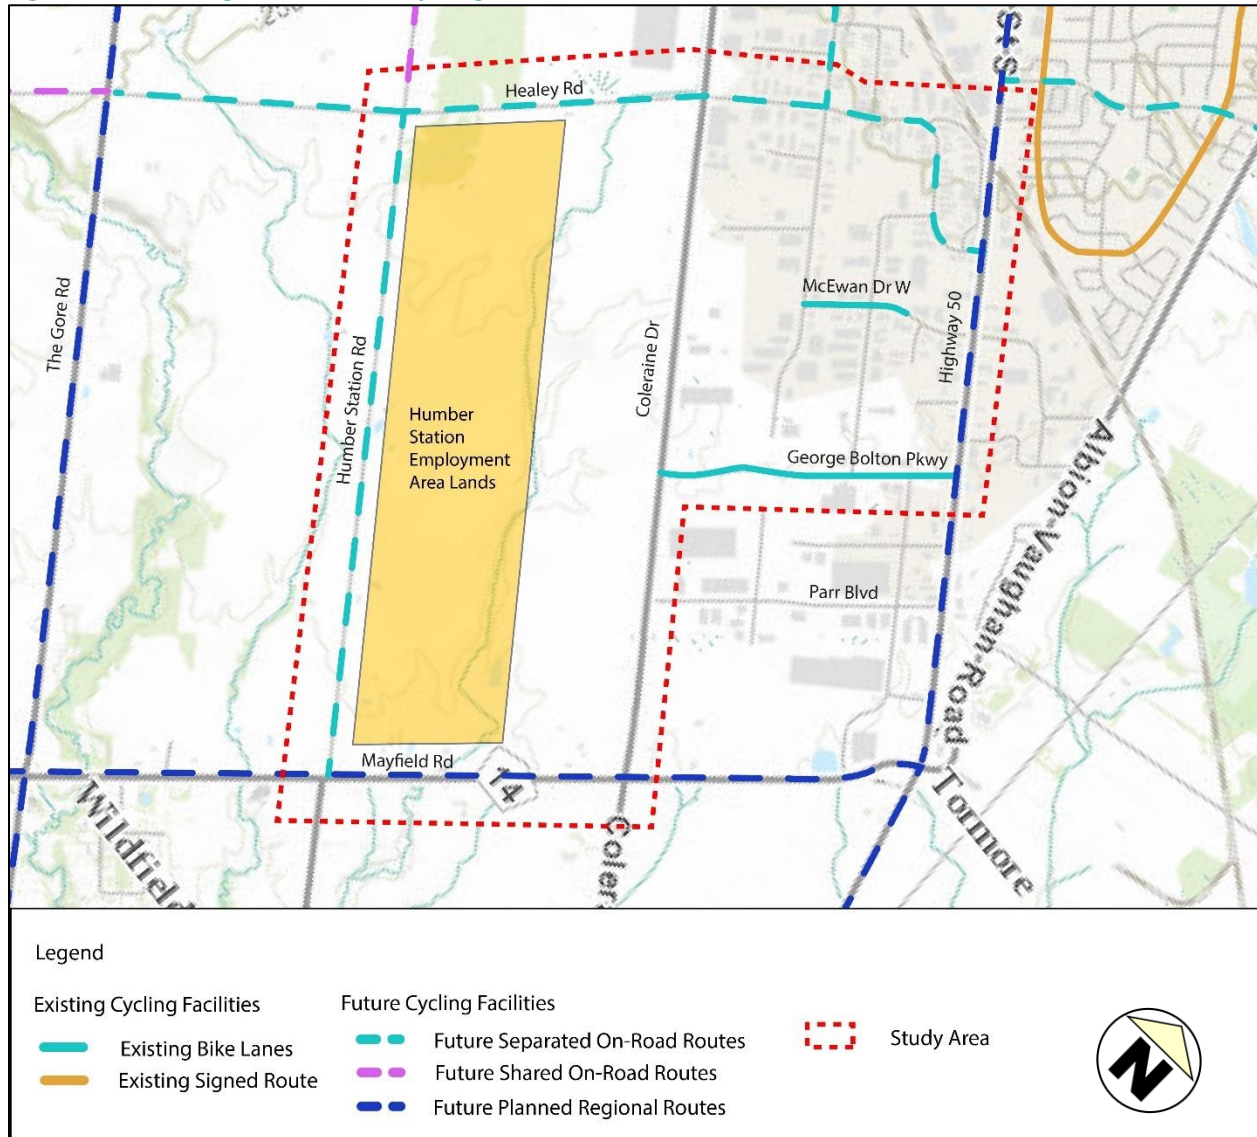 Healey Rd
McEwan Dr W
The Gore Rd
Humber Station Rd
Coleraine Dr
Highway 50
Humber
Station
Employment
Area Lands
George Bolton Pkwy
Albion-Vaughan-Road
Parr Blvd
Mayfield Rd
14
Wildfield
Coler
Tormore
Legend
Existing Cycling Facilities
Existing Bike Lanes
Existing Signed Route
Future Cycling Facilities
Future Separated On-Road Routes
Future Shared On-Road Routes
Future Planned Regional Routes
Study Area
N